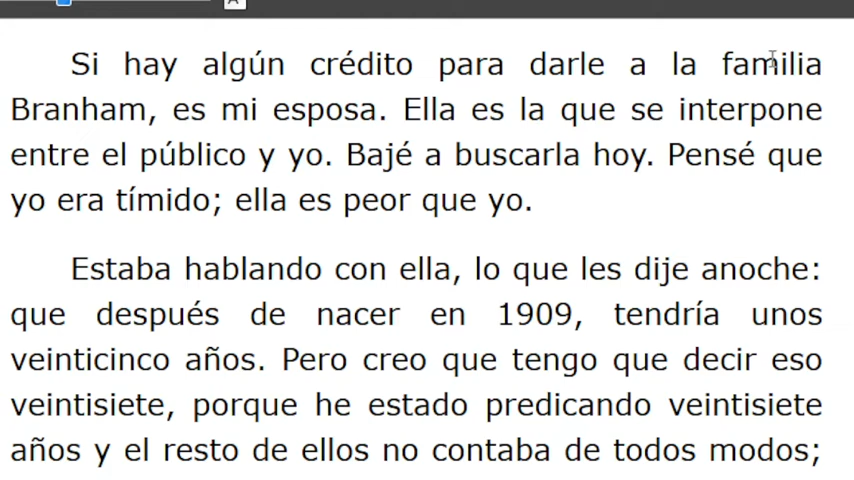 Si hay algún crédito para darle a la familia
Branham, es mi esposa. Ella es la que se interpone
entre el público y yo. Bajé a buscarla hoy. Pensé que
yo era tímido; ella es peor que yo.
Estaba hablando con ella, lo que les dije anoche:
que después de nacer en 1909, tendría unos
veinticinco años. Pero creo que tengo que decir eso
veintisiete, porque he estado predicando veintisiete
años y el resto de ellos no contaba de todos modos;